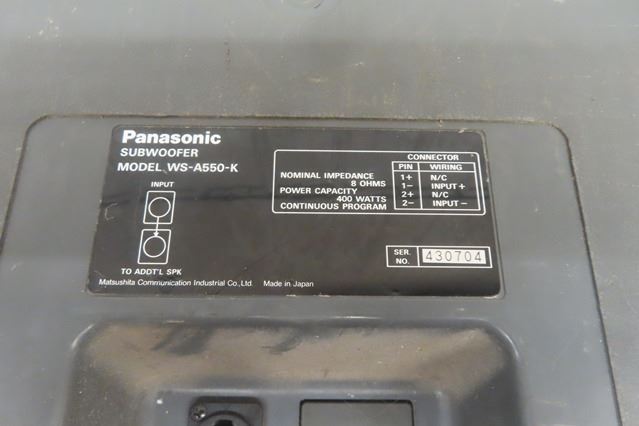 Panasonic
SUBWOOFER
MODEL WS-A550-K
INPUT
TO ADDT'L SPK
NOMINAL IMPEDANCE
8 OHMS
POWER CAPACITY
400 WATTS
CONTINUOUS PROGRAM
CONNECTOR
PIN WIRING
1+ N/C
1- INPUT+
2+ N/C
2- INPUT-
SER. NO. 430704
Matsushita Communication Industrial Co., Ltd. Made in Japan